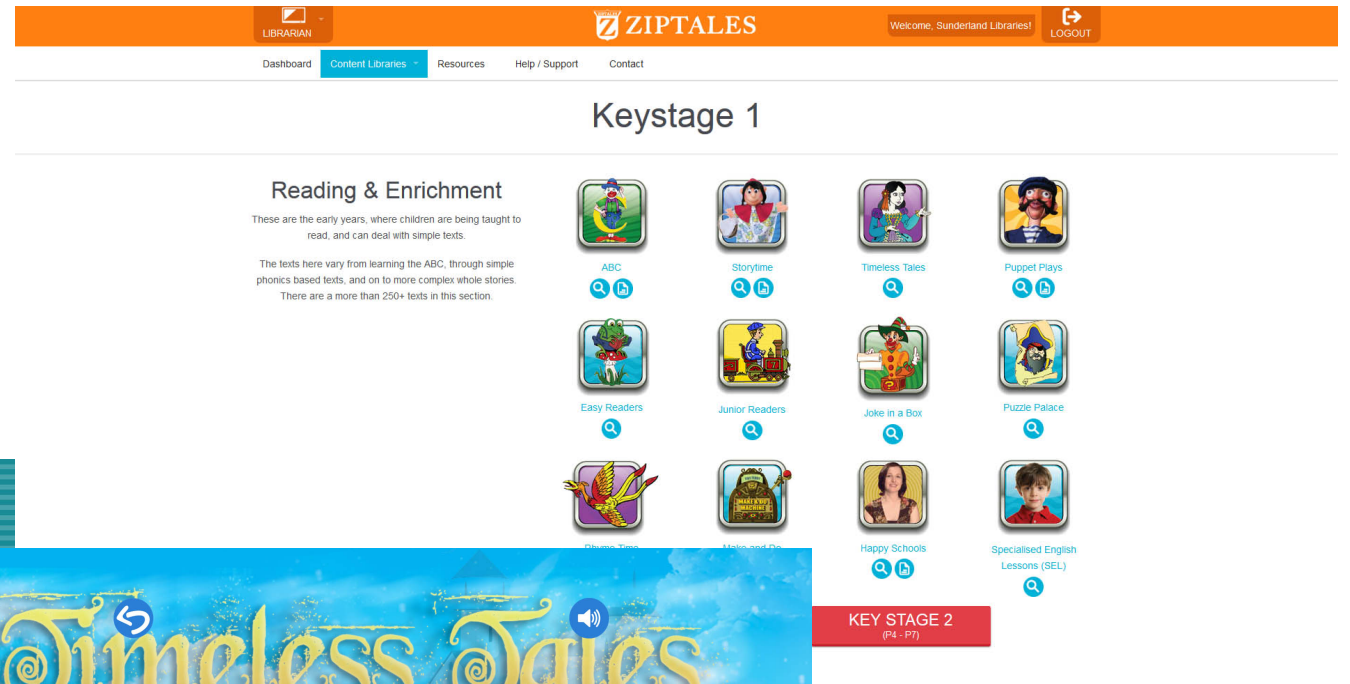 LIBRARIAN
ZIPTALES
Welcome, Sunderland Libraries!
LOGOUT
Dashboard Content Libraries Resources Help / Support Contact
Keystage 1
Reading & Enrichment
These are the early years, where children are being taught to
read, and can deal with simple texts.
The texts here vary from learning the ABC, through simple
phonics based texts, and on to more complex whole stories.
There are a more than 250+ texts in this section.
ABC Storytime Timeless Tales Puppet Plays
Easy Readers Junior Readers Joke in a Box Puzzle Palace
MAKE & DO
MACHINE
Rhyme Time Make and Do Happy Schools Specialised English
Lessons (SEL)
KEY STAGE 2
(P4 - P7)
Timeless Tales